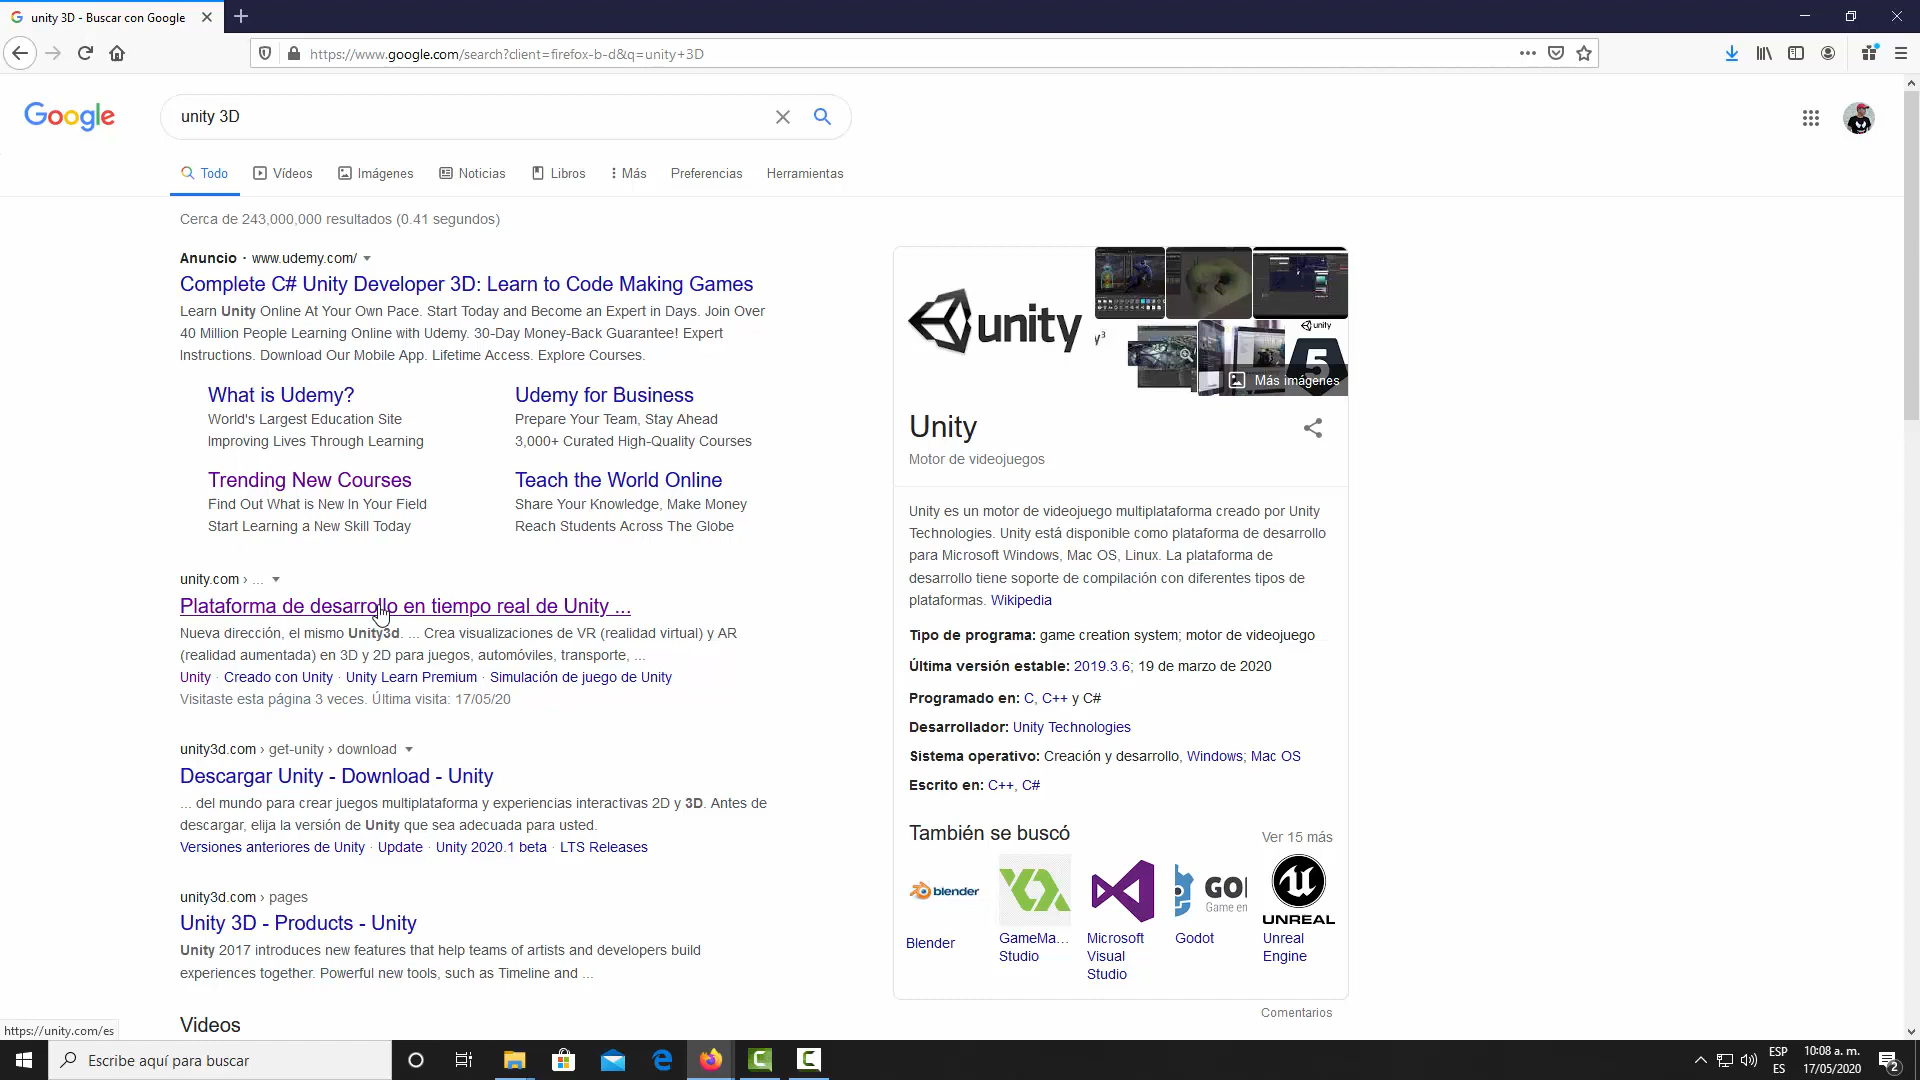 unity 3D - Buscar con Google
https://www.google.com/search?client=firefox-b-d&q=unity+3D
Google
unity 3D
Todo
Vídeos
Imágenes
Noticias
Libros
Más
Preferencias
Herramientas
Cerca de 243,000,000 resultados (0.41 segundos)
Anuncio · www.udemy.com/
Complete C# Unity Developer 3D: Learn to Code Making Games
Learn Unity Online At Your Own Pace. Start Today and Become an Expert in Days. Join Over
40 Million People Learning Online with Udemy. 30-Day Money-Back Guarantee! Expert
Instructions. Download Our Mobile App. Lifetime Access. Explore Courses.
What is Udemy?
World's Largest Education Site
Improving Lives Through Learning
Udemy for Business
Prepare Your Team, Stay Ahead
3,000+ Curated High-Quality Courses
Trending New Courses
Find Out What is New In Your Field
Start Learning a New Skill Today
Teach the World Online
Share Your Knowledge, Make Money
Reach Students Across The Globe
unity.com › ...
Plataforma de desarrollo en tiempo real de Unity ...
Nueva dirección, el mismo Unity3d. ... Crea visualizaciones de VR (realidad virtual) y AR
(realidad aumentada) en 3D y 2D para juegos, automóviles, transporte, ...
Unity · Creado con Unity · Unity Learn Premium · Simulación de juego de Unity
Visitaste esta página 3 veces. Última visita: 17/05/20
unity3d.com › get-unity › download
Descargar Unity - Download - Unity
... del mundo para crear juegos multiplataforma y experiencias interactivas 2D y 3D. Antes de
descargar, elija la versión de Unity que sea adecuada para usted.
Versiones anteriores de Unity · Update · Unity 2020.1 beta · LTS Releases
unity3d.com › pages
Unity 3D - Products - Unity
Unity 2017 introduces new features that help teams of artists and developers build
experiences together. Powerful new tools, such as Timeline and ...
Videos
unity
y³
unity
5
Más imágenes
Unity
Motor de videojuegos
Unity es un motor de videojuego multiplataforma creado por Unity
Technologies. Unity está disponible como plataforma de desarrollo
para Microsoft Windows, Mac OS, Linux. La plataforma de
desarrollo tiene soporte de compilación con diferentes tipos de
plataformas. Wikipedia
Tipo de programa: game creation system; motor de videojuego
Última versión estable: 2019.3.6; 19 de marzo de 2020
Programado en: C, C++ y C#
Desarrollador: Unity Technologies
Sistema operativo: Creación y desarrollo, Windows; Mac OS
Escrito en: C++, C#
También se buscó
Ver 15 más
blender
GO
Game en
UNREAL
Blender
GameMa...
Studio
Microsoft
Visual
Studio
Godot
Unreal
Engine
Comentarios
https://unity.com/es
Escribe aquí para buscar
ESP
ES
10:08 a. m.
17/05/2020
2